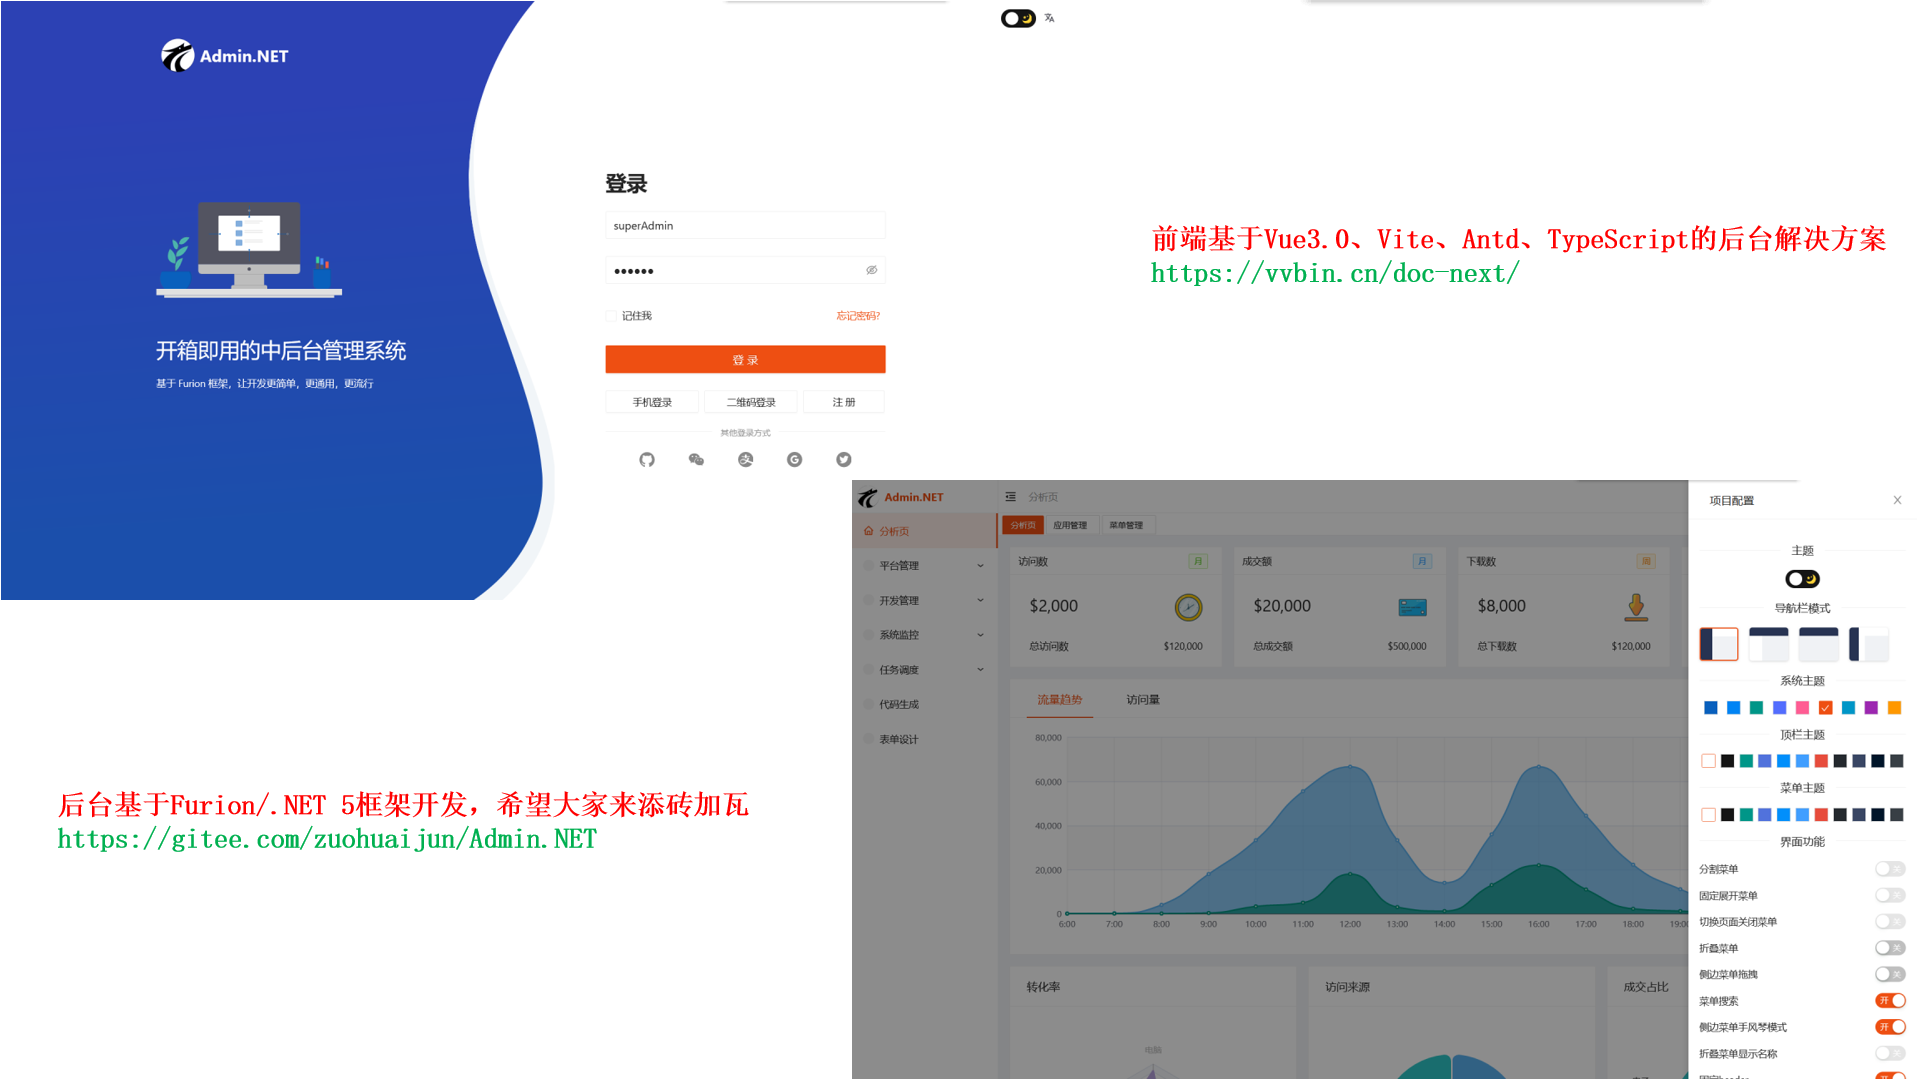 Admin.NET
开箱即用的中后台管理系统
基于 Furion 框架，让开发更简单，更通用，更流行
登录
superAdmin
••••••
记住我
忘记密码?
登 录
手机登录
二维码登录
注 册
其他登录方式
前端基于Vue3.0、Vite、Antd、TypeScript的后台解决方案
https://vvbin.cn/doc-next/
后台基于Furion/.NET 5框架开发，希望大家来添砖加瓦
https://gitee.com/zuohuaijun/Admin.NET
Admin.NET
分析页
平台管理
开发管理
系统监控
任务调度
代码生成
表单设计
分析页
分析页 应用管理 菜单管理
访问数 月
$2,000
总访问数 $120,000
成交额 月
$20,000
总成交额 $500,000
下载数 周
$8,000
总下载数 $120,000
流量趋势 访问量
80,000
60,000
40,000
20,000
0
6:00 7:00 8:00 9:00 10:00 11:00 12:00 13:00 14:00 15:00 16:00 17:00 18:00 19:0
转化率
电脑
访问来源
成交占比
项目配置
主题
导航栏模式
系统主题
顶栏主题
菜单主题
界面功能
分割菜单 关
固定展开菜单 关
切换页面关闭菜单 关
折叠菜单 关
侧边菜单拖拽 关
菜单搜索 开
侧边菜单手风琴模式 开
折叠菜单显示名称 关